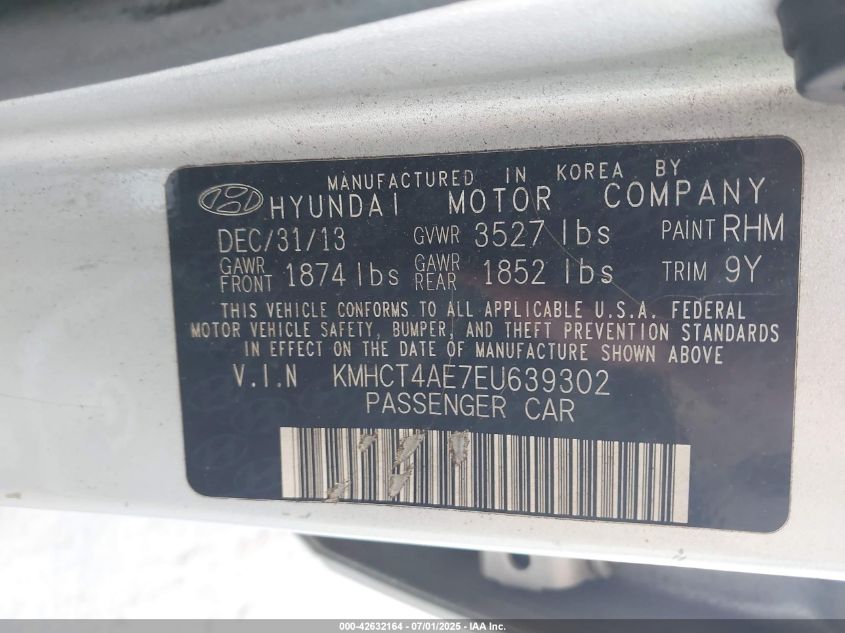 MANUFACTURED IN KOREA BY
HYUNDAI MOTOR COMPANY
DEC/31/13 GVWR 3527 lbs PAINT RHM
GAWR FRONT 1874 lbs GAWR REAR 1852 lbs TRIM 9Y
THIS VEHICLE CONFORMS TO ALL APPLICABLE U.S.A. FEDERAL
MOTOR VEHICLE SAFETY, BUMPER, AND THEFT PREVENTION STANDARDS
IN EFFECT ON THE DATE OF MANUFACTURE SHOWN ABOVE
V.I.N KMHCT4AE7EU639302
PASSENGER CAR
000-42632164 - 07/01/2025 - IAA Inc.